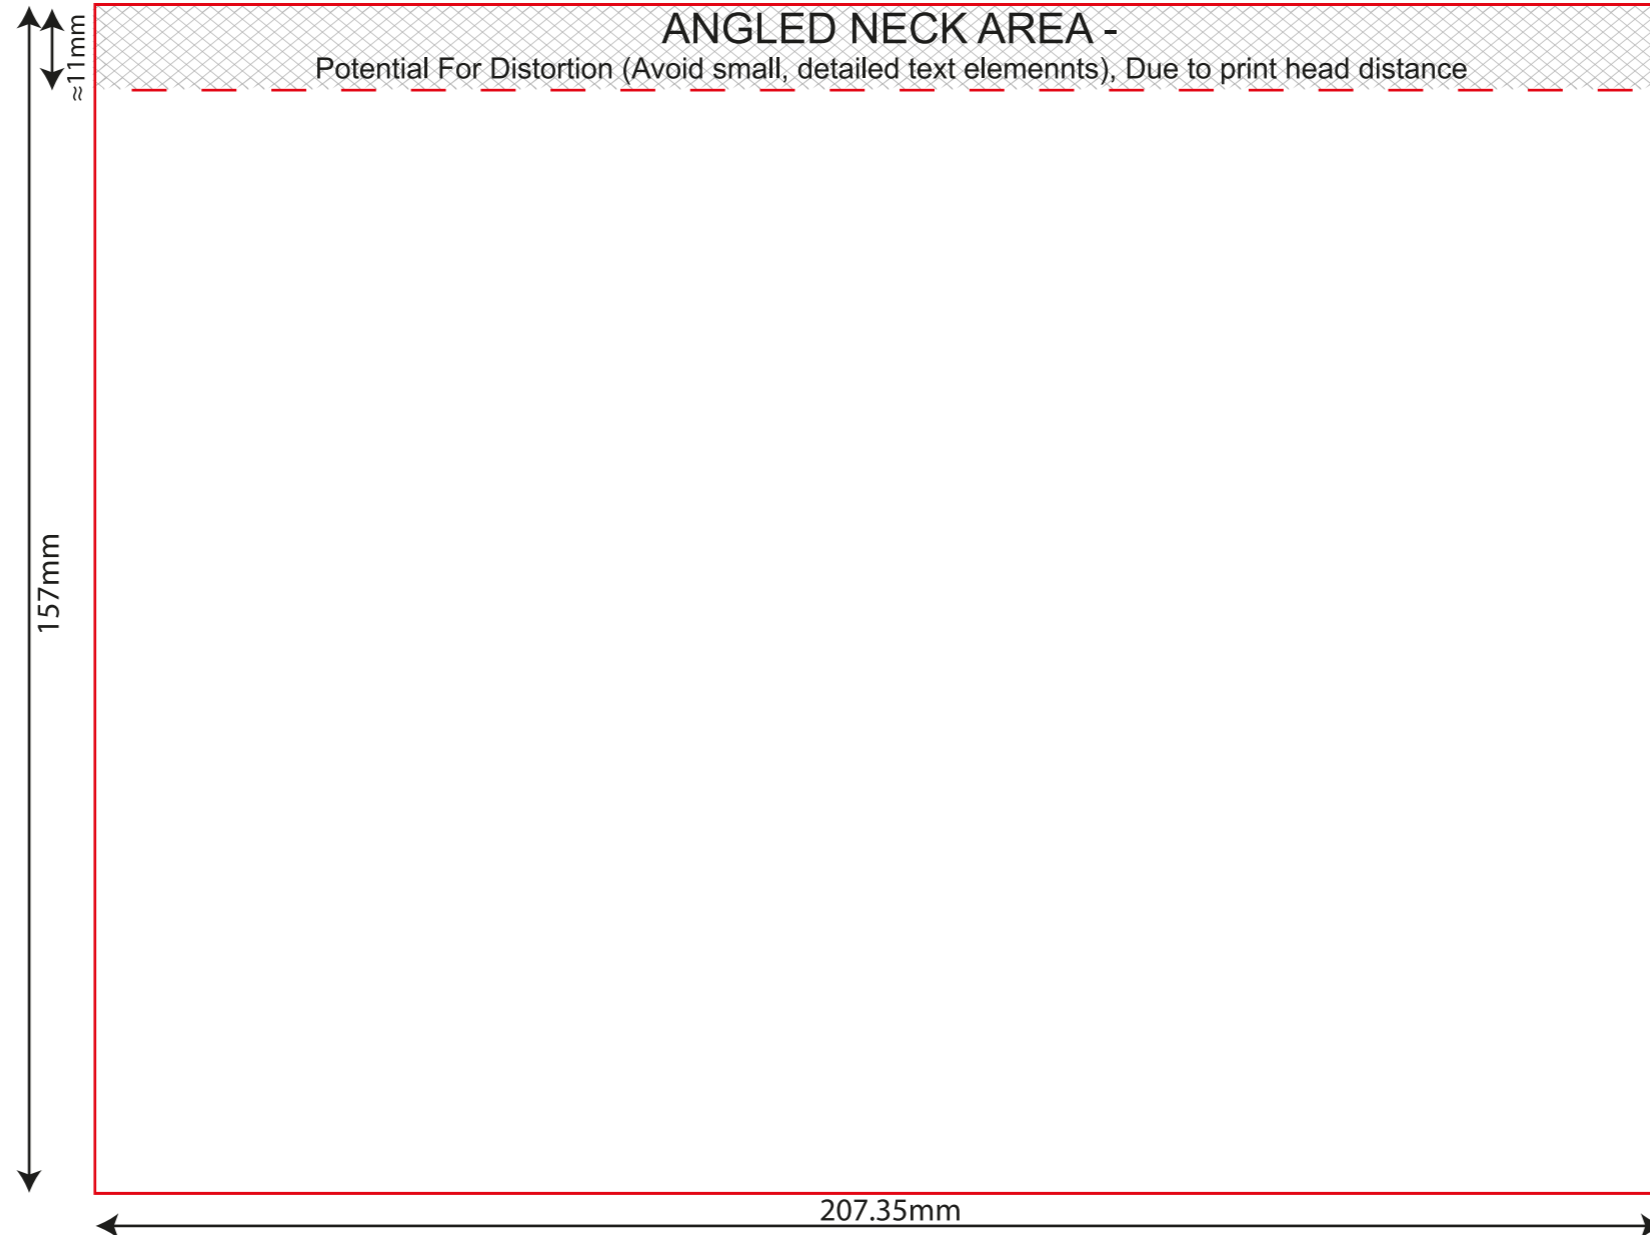 ANGLED NECK AREA -
Potential For Distortion (Avoid small, detailed text elemennts), Due to print head distance
≈11mm
157mm
207.35mm